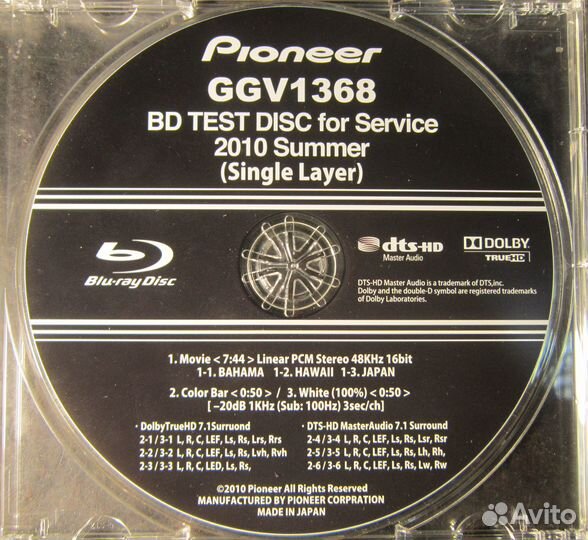 Pioneer
GGV1368
BD TEST DISC for Service
2010 Summer
(Single Layer)
Blu-ray Disc
dts-HD
Master Audio
DOLBY
TRUEHD
DTS-HD Master Audio is a trademark of DTS,inc.
Dolby and the double-D symbol are registered trademarks
of Dolby Laboratories.
1. Movie < 7:44 > Linear PCM Stereo 48KHz 16bit
1-1. BAHAMA 1-2. HAWAII 1-3. JAPAN
2. Color Bar < 0:50 > / 3. White (100%) < 0:50 >
[ −20dB 1KHz (Sub: 100Hz) 3sec/ch]
· DolbyTrueHD 7.1Surruond
2-1 / 3-1 L, R, C, LEF, Ls, Rs, Lrs, Rrs
2-2 / 3-2 L, R, C, LEF, Ls, Rs, Lvh, Rvh
2-3 / 3-3 L, R, C, LED, Ls, Rs,
· DTS-HD MasterAudio 7.1 Surround
2-4 / 3-4 L, R, C, LEF, Ls, Rs, Lsr, Rsr
2-5 / 3-5 L, R, C, LEF, Ls, Rs, Lh, Rh,
2-6 / 3-6 L, R, C, LEF, Ls, Rs, Lw, Rw
©2010 Pioneer All Rights Reserved
MANUFACTURED BY PIONEER CORPRATION
MADE IN JAPAN
Avito